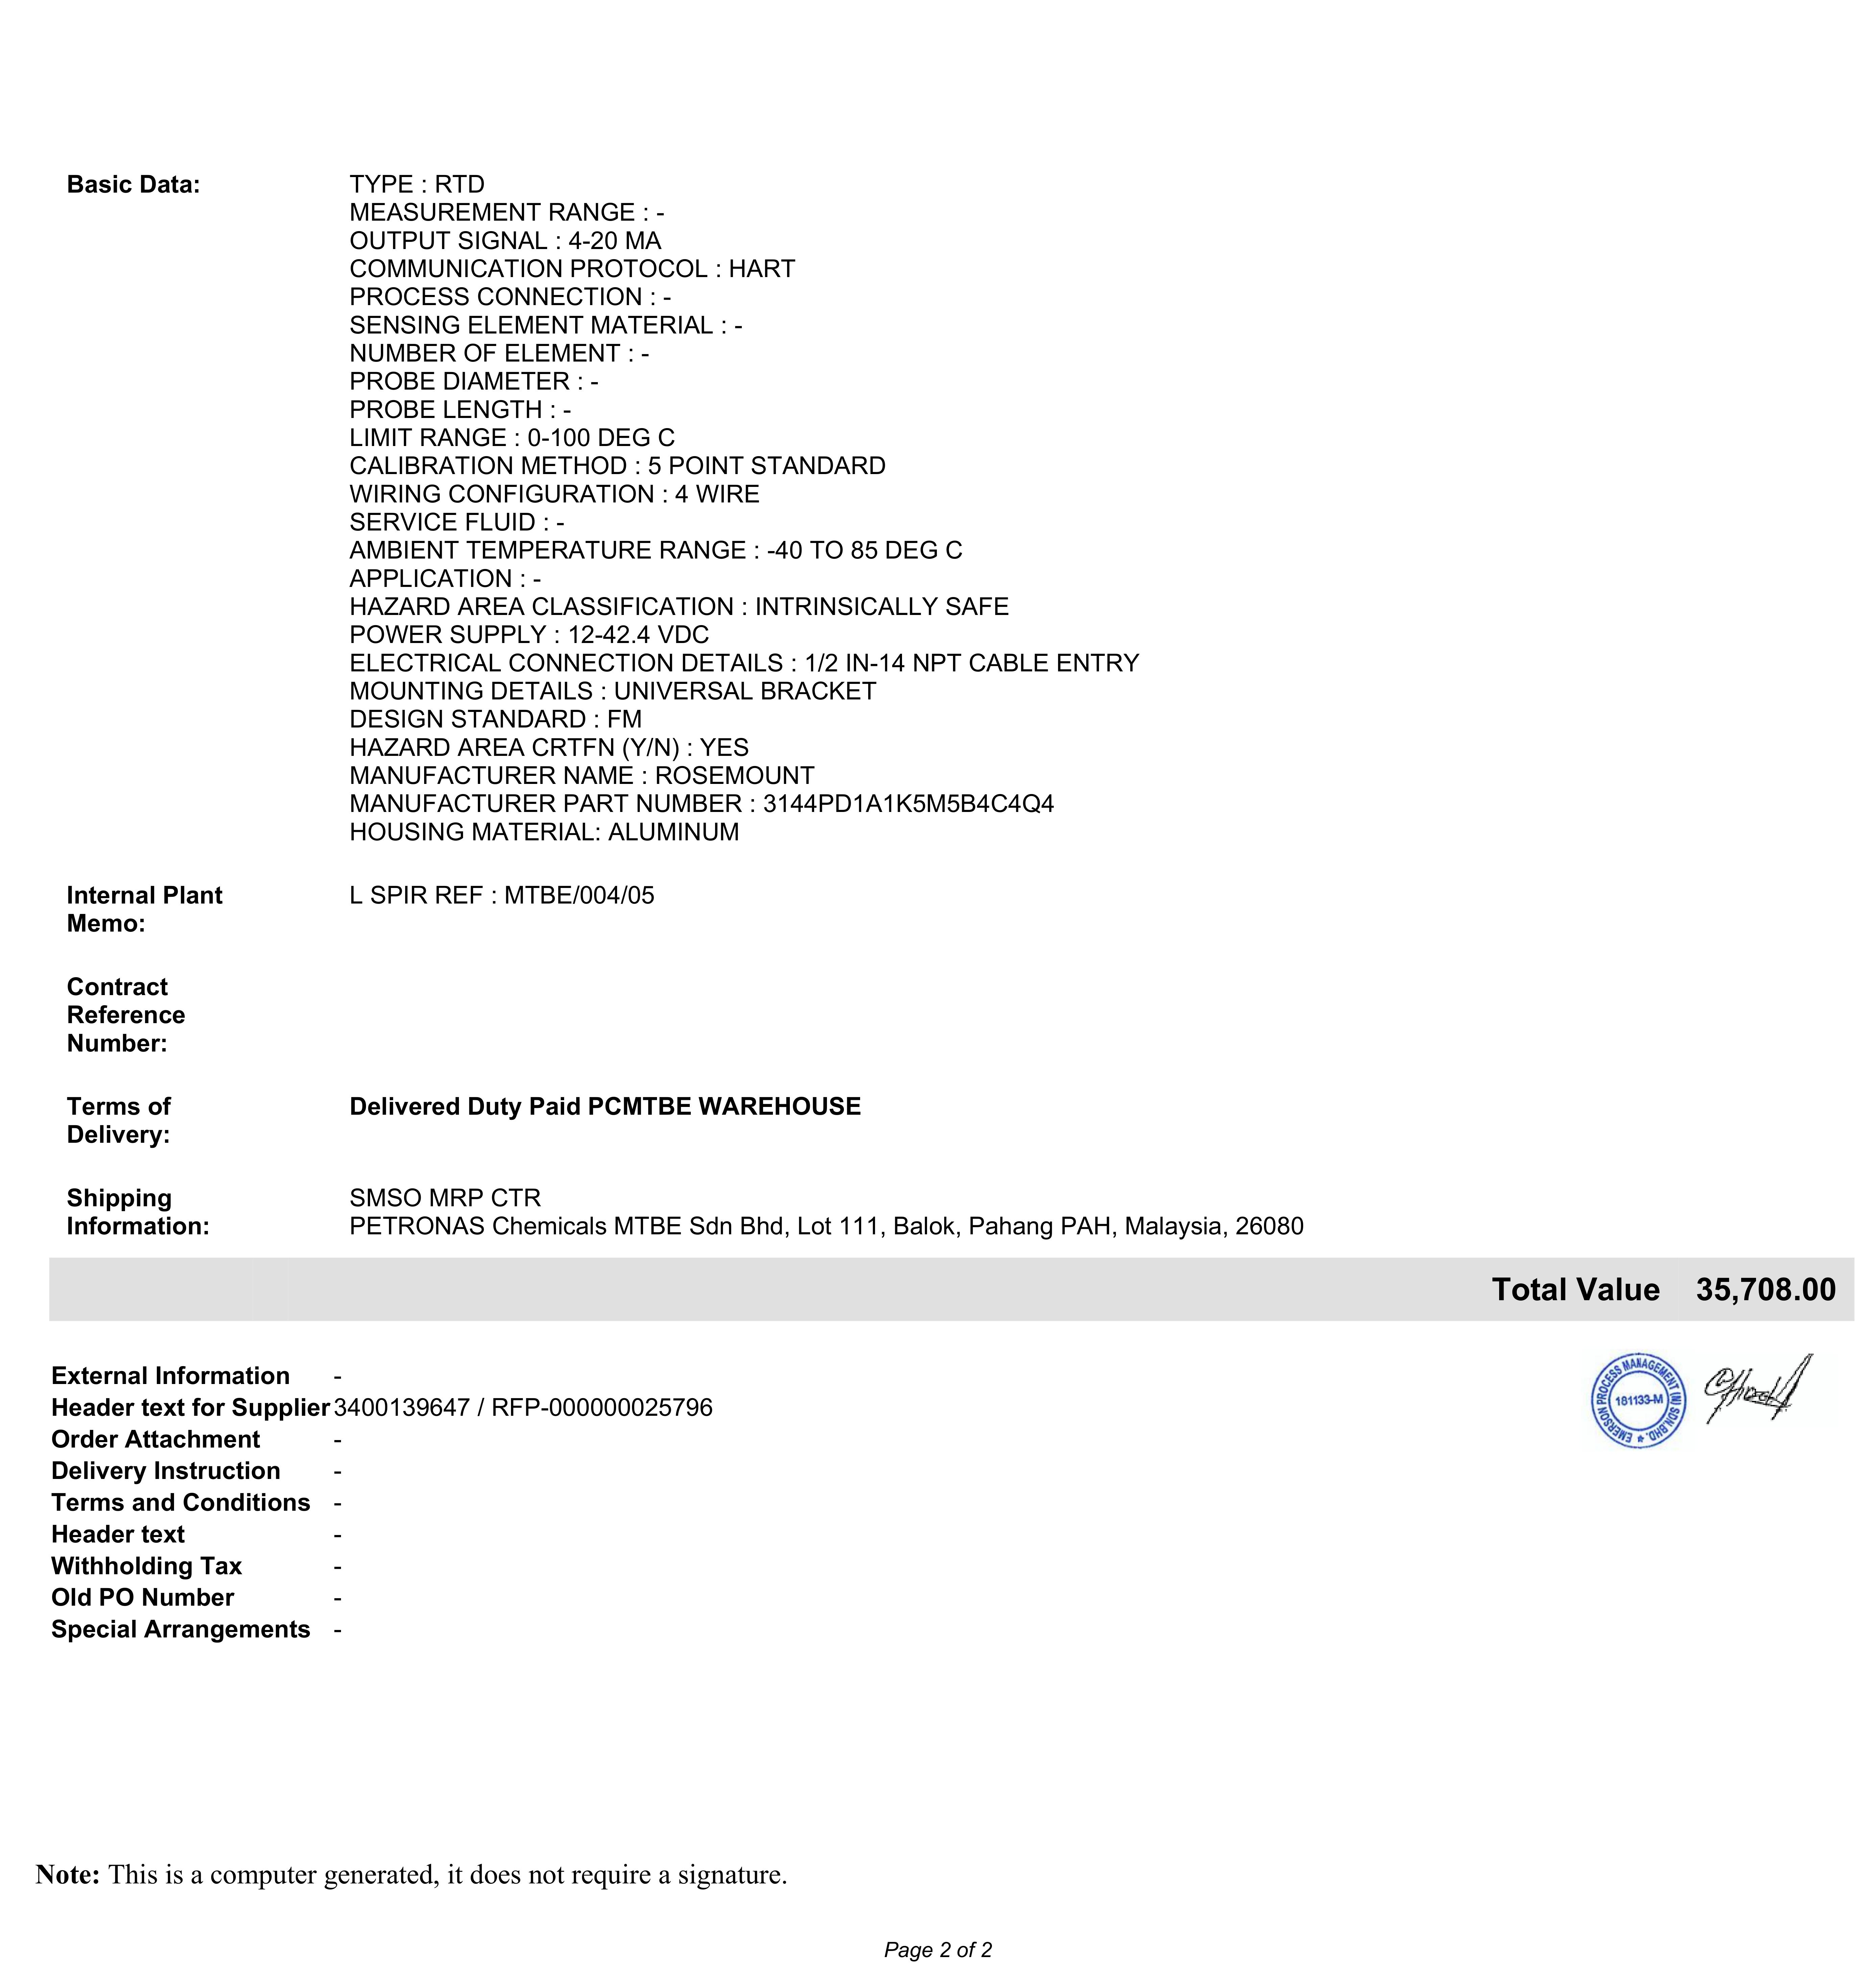 Basic Data: TYPE : RTD
MEASUREMENT RANGE : -
OUTPUT SIGNAL : 4-20 MA
COMMUNICATION PROTOCOL : HART
PROCESS CONNECTION : -
SENSING ELEMENT MATERIAL : -
NUMBER OF ELEMENT : -
PROBE DIAMETER : -
PROBE LENGTH : -
LIMIT RANGE : 0-100 DEG C
CALIBRATION METHOD : 5 POINT STANDARD
WIRING CONFIGURATION : 4 WIRE
SERVICE FLUID : -
AMBIENT TEMPERATURE RANGE : -40 TO 85 DEG C
APPLICATION : -
HAZARD AREA CLASSIFICATION : INTRINSICALLY SAFE
POWER SUPPLY : 12-42.4 VDC
ELECTRICAL CONNECTION DETAILS : 1/2 IN-14 NPT CABLE ENTRY
MOUNTING DETAILS : UNIVERSAL BRACKET
DESIGN STANDARD : FM
HAZARD AREA CRTFN (Y/N) : YES
MANUFACTURER NAME : ROSEMOUNT
MANUFACTURER PART NUMBER : 3144PD1A1K5M5B4C4Q4
HOUSING MATERIAL: ALUMINUM
Internal Plant L SPIR REF : MTBE/004/05
Memo:
Contract
Reference
Number:
Terms of Delivered Duty Paid PCMTBE WAREHOUSE
Delivery:
Shipping SMSO MRP CTR
Information: PETRONAS Chemicals MTBE Sdn Bhd, Lot 111, Balok, Pahang PAH, Malaysia, 26080
Total Value 35,708.00
External Information -
Header text for Supplier 3400139647 / RFP-000000025796
Order Attachment -
Delivery Instruction -
Terms and Conditions -
Header text -
Withholding Tax -
Old PO Number -
Special Arrangements -
EMERSON PROCESS MANAGEMENT (M) SDN. BHD.
181133-M
Note: This is a computer generated, it does not require a signature.
Page 2 of 2